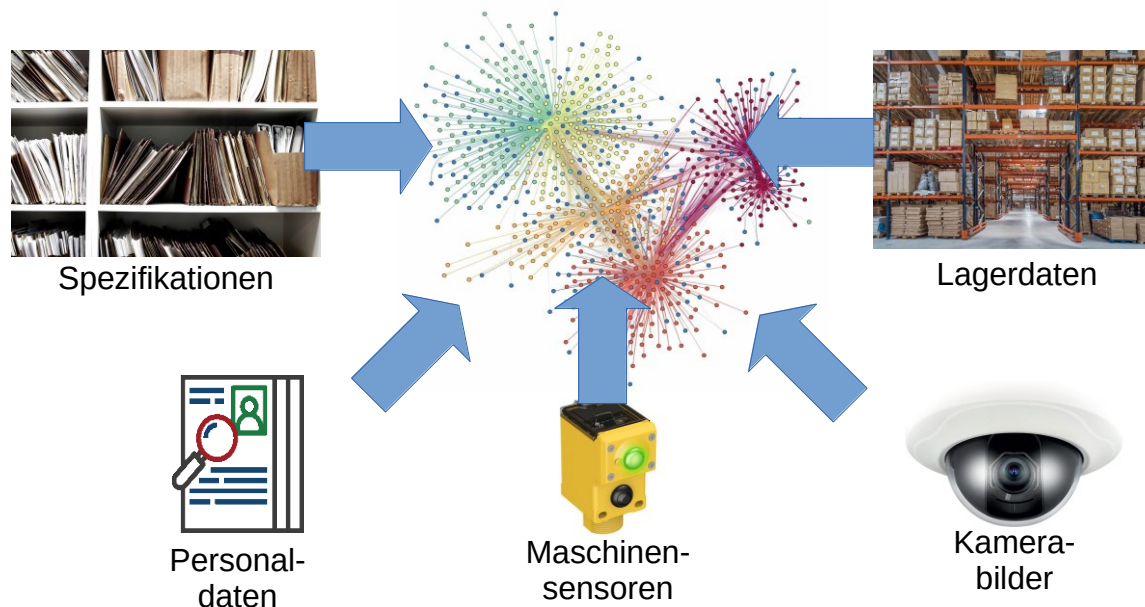 Spezifikationen
Lagerdaten
Personal-
daten
Maschinen-
sensoren
Kamera-
bilder